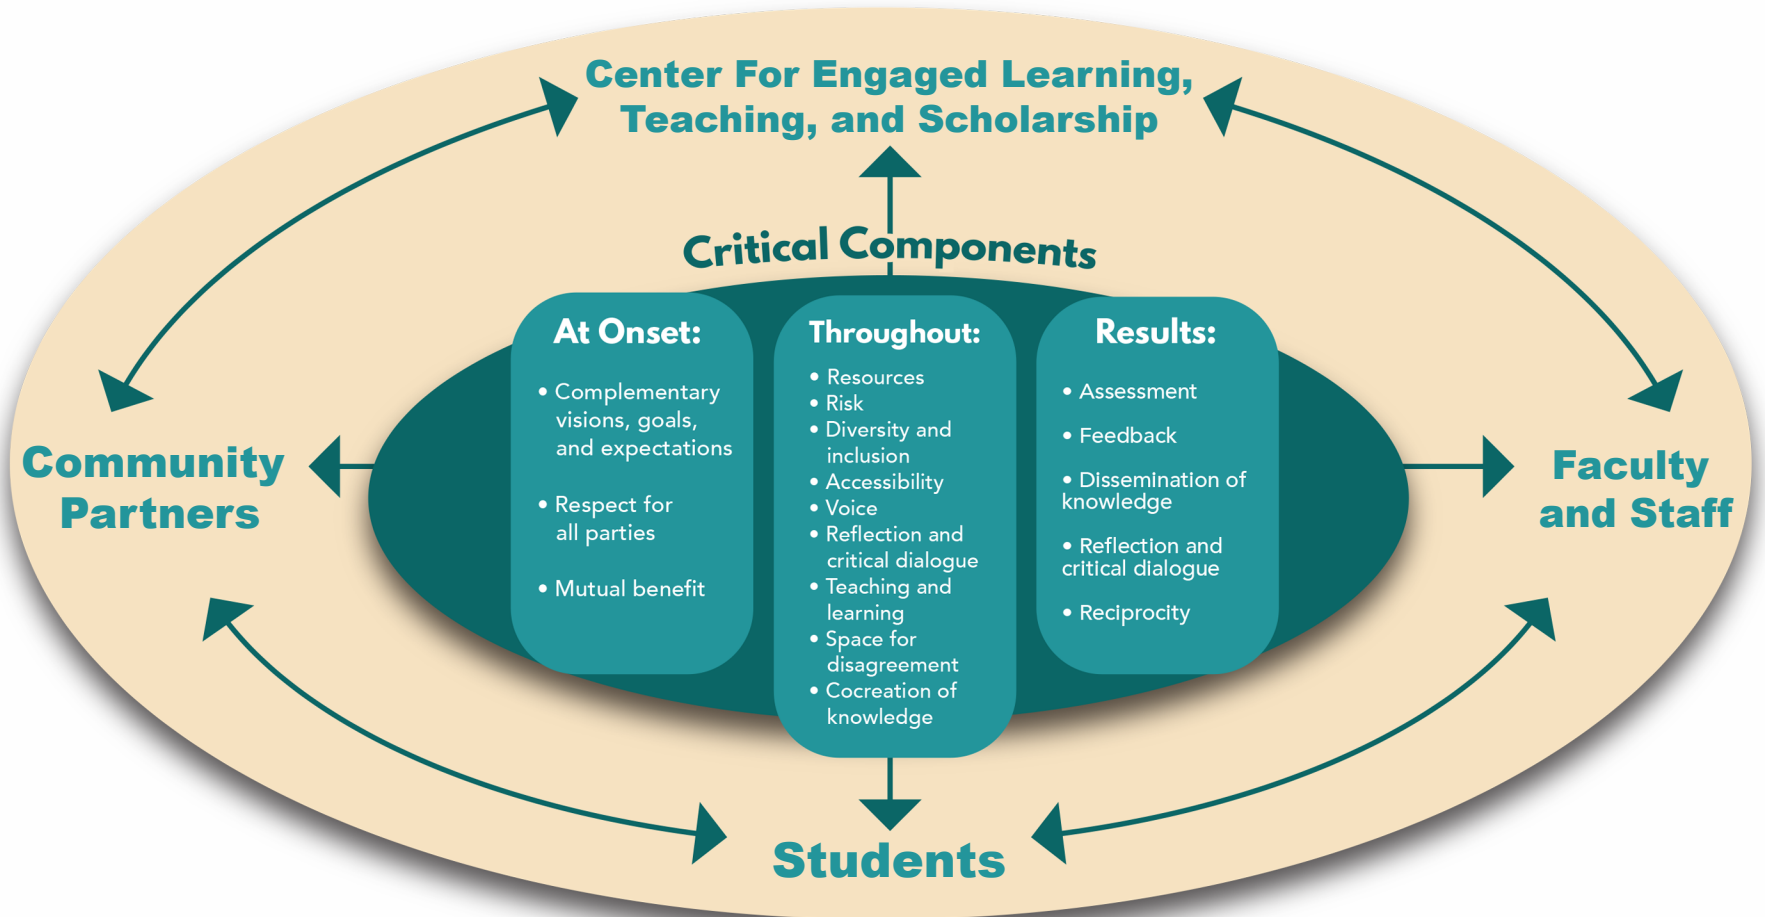 Center For Engaged Learning,
Teaching, and Scholarship
Critical Components
At Onset:
• Complementary
visions, goals,
and expectations
• Respect for
all parties
• Mutual benefit
Throughout:
• Resources
• Risk
• Diversity and
inclusion
• Accessibility
• Voice
• Reflection and
critical dialogue
• Teaching and
learning
• Space for
disagreement
• Cocreation of
knowledge
Results:
• Assessment
• Feedback
• Dissemination of
knowledge
• Reflection and
critical dialogue
• Reciprocity
Community
Partners
Faculty
and Staff
Students